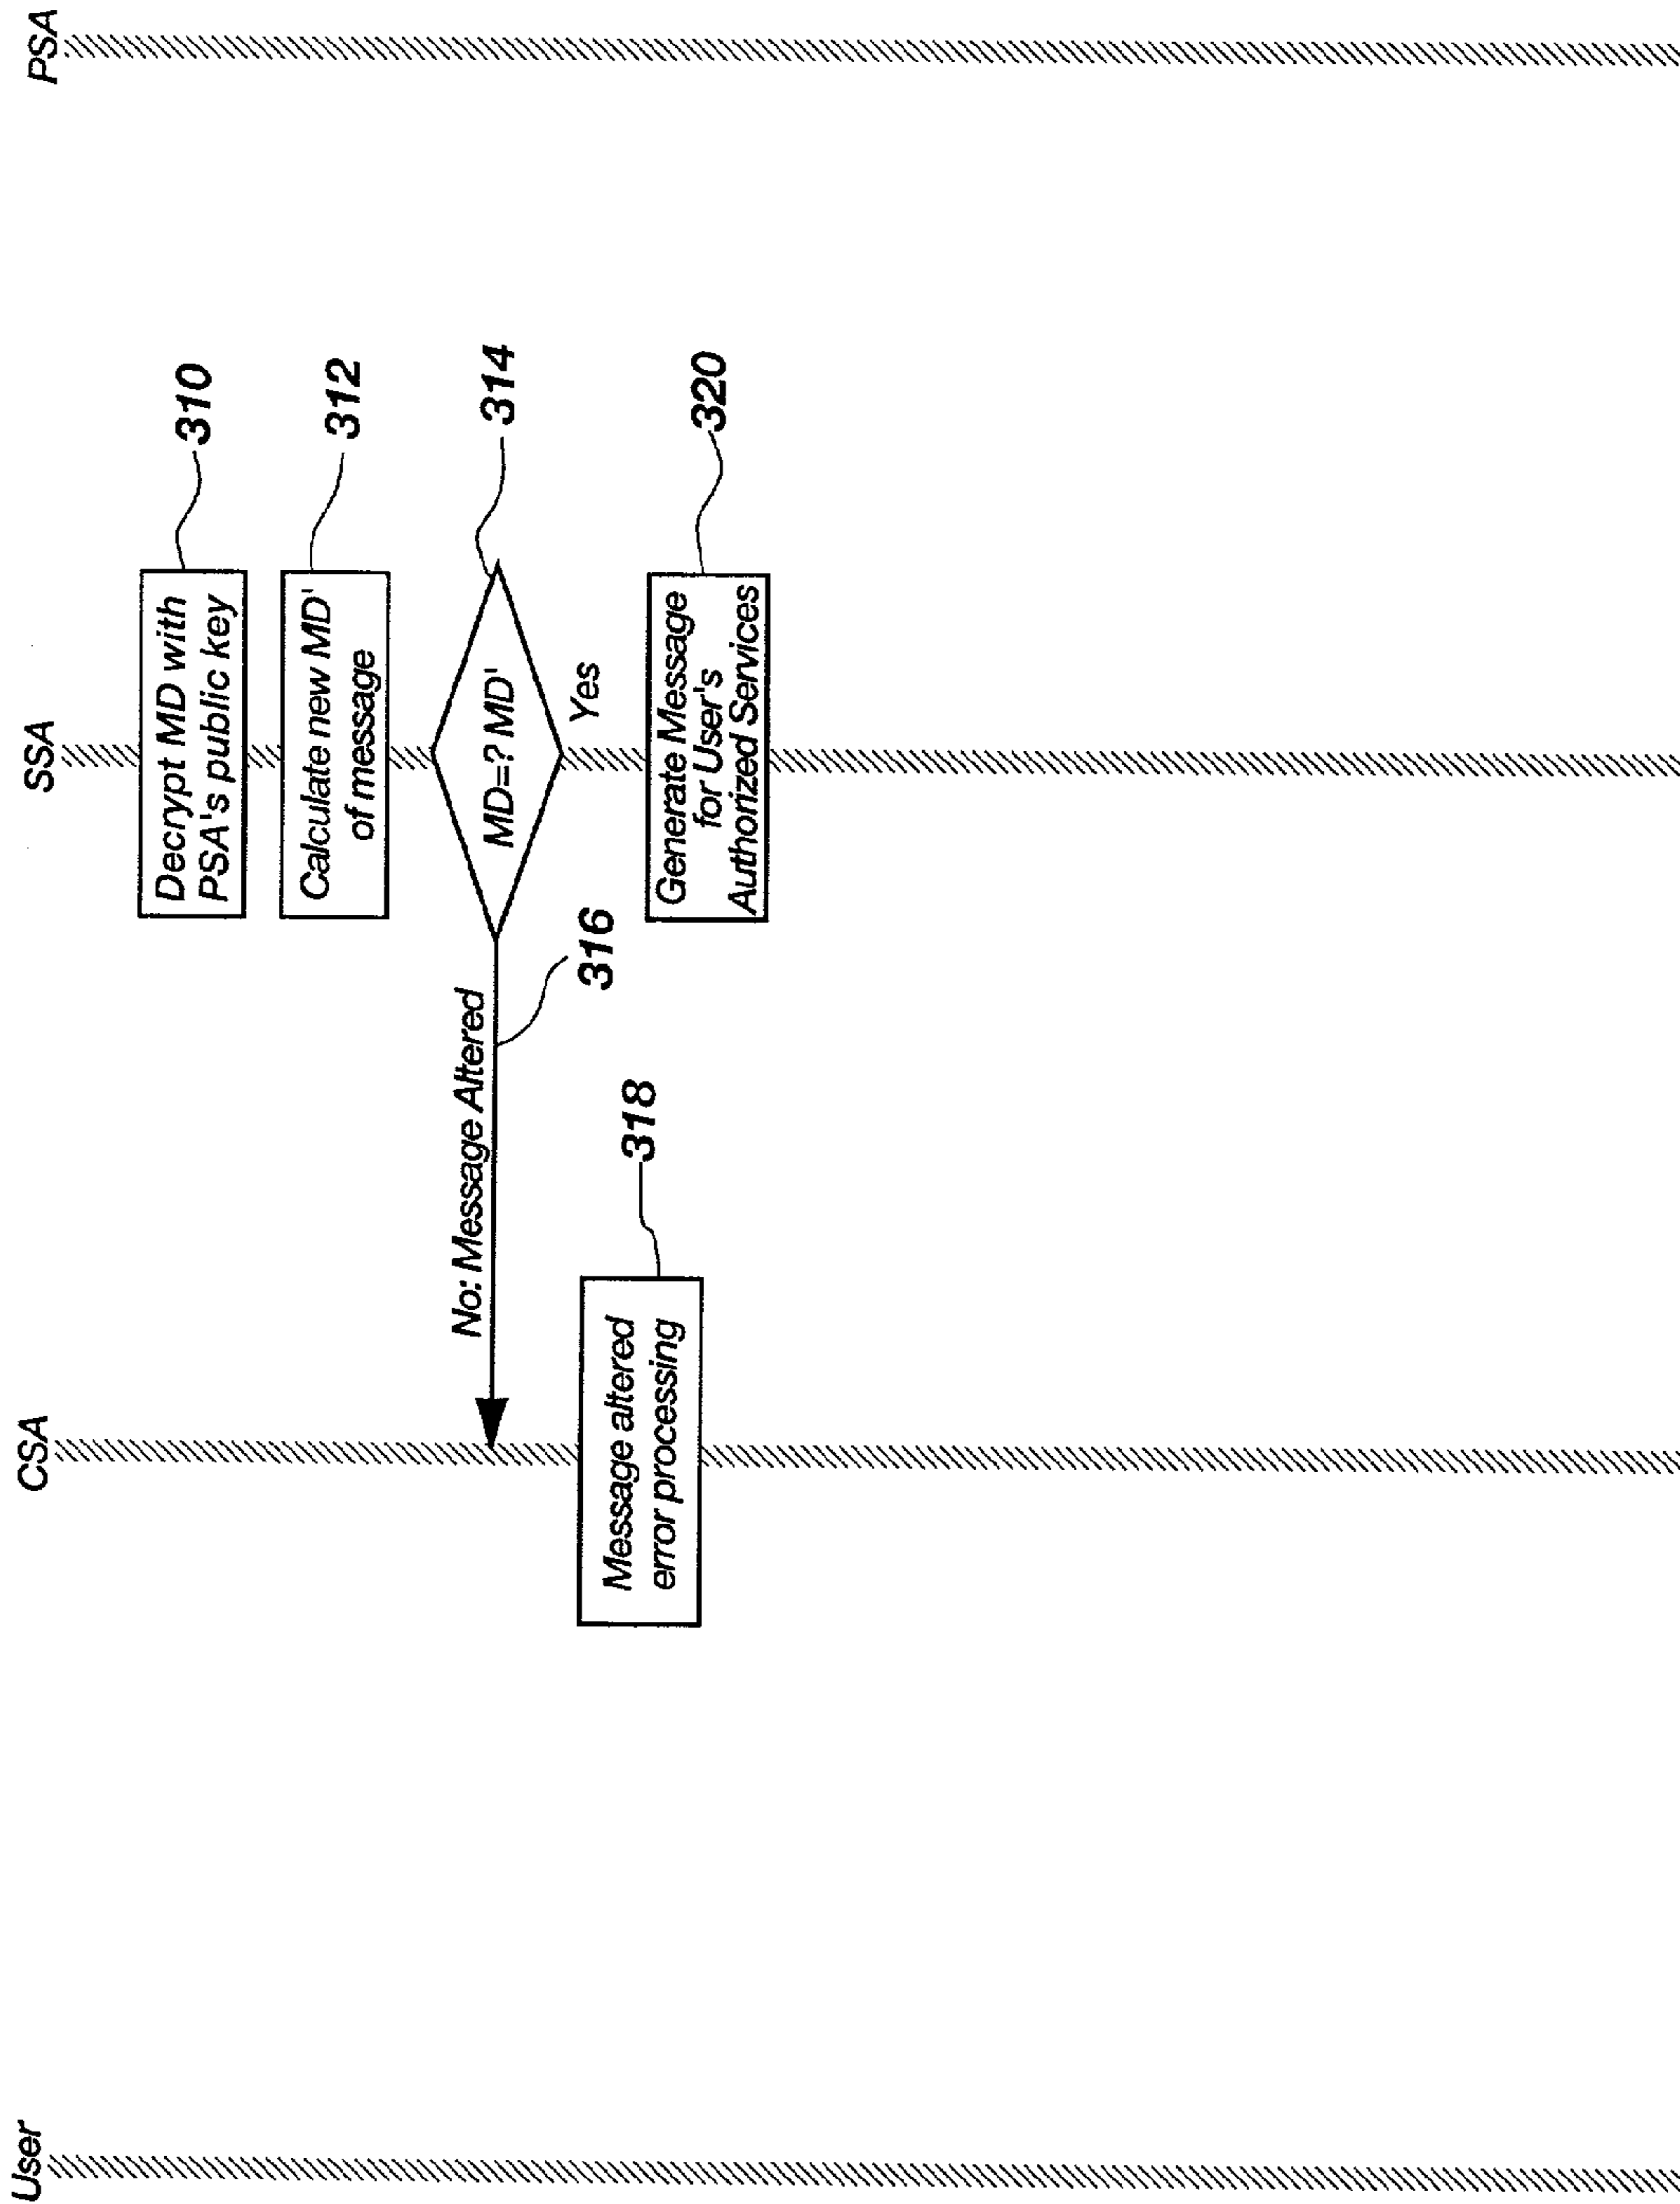 User
CSA
SSA
PSA
Decrypt MD with
PSA's public key
310
Calculate new MD'
of message
312
MD=? MD'
314
No: Message Altered
316
Yes
Message altered
error processing
318
Generate Message
for User's
Authorized Services
320